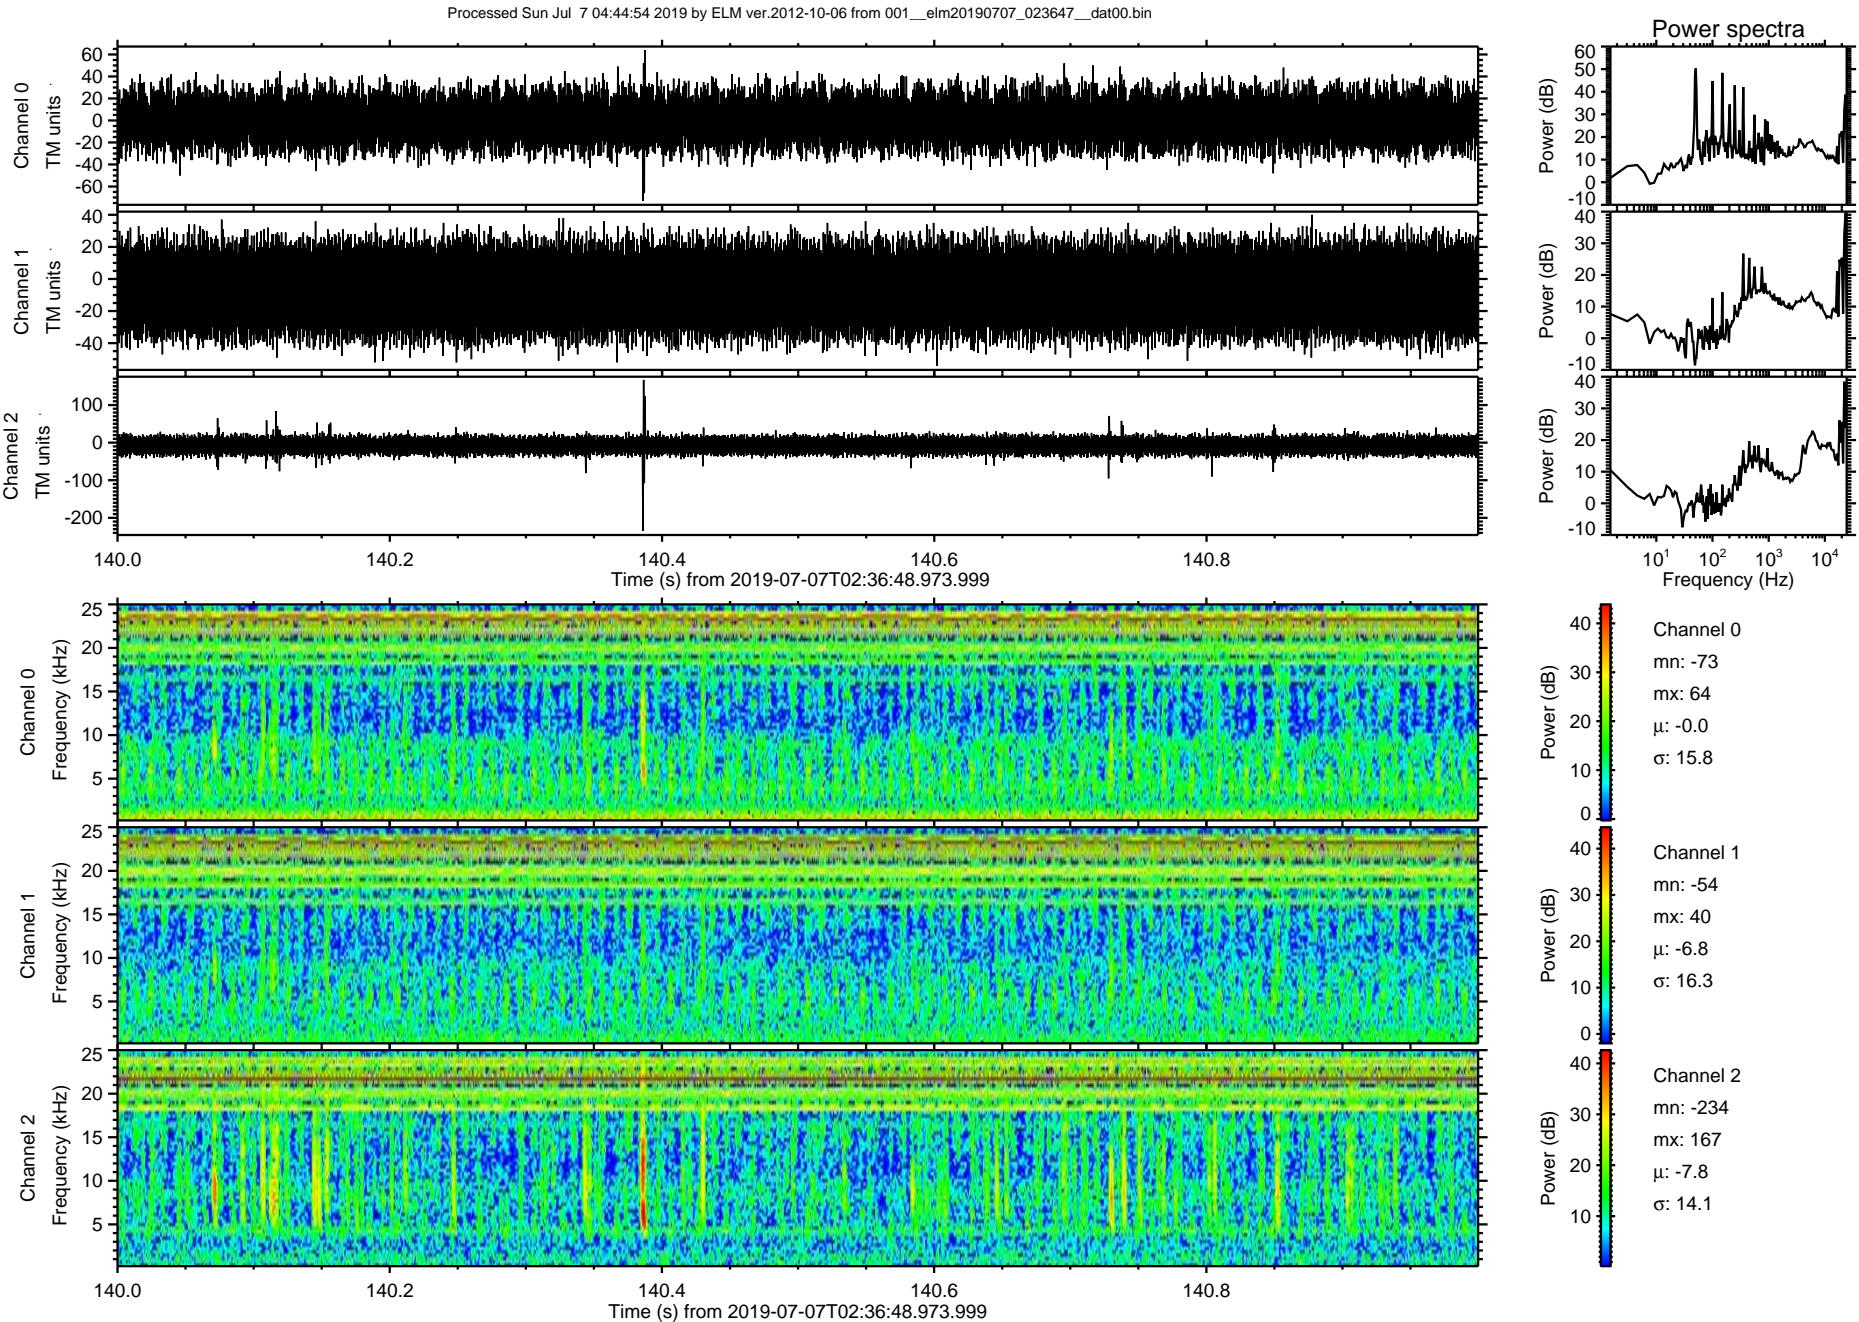 Processed Sun Jul  7 04:44:54 2019 by ELM ver.2012-10-06 from 001__elm20190707_023647__dat00.bin
Power spectra
Channel 0
TM units
60
40
20
0
-20
-40
-60
Power (dB)
60
50
40
30
20
10
0
-10
Channel 1
TM units
40
20
0
-20
-40
Power (dB)
40
30
20
10
0
-10
Channel 2
TM units
100
0
-100
-200
Power (dB)
40
30
20
10
0
-10
140.0 140.2 140.4 140.6 140.8
Time (s) from 2019-07-07T02:36:48.973.999
10¹ 10² 10³ 10⁴
Frequency (Hz)
Channel 0
Frequency (kHz)
25
20
15
10
5
Power (dB)
40
30
20
10
0
Channel 0
mn: -73
mx: 64
μ: -0.0
σ: 15.8
Channel 1
Frequency (kHz)
25
20
15
10
5
Power (dB)
40
30
20
10
0
Channel 1
mn: -54
mx: 40
μ: -6.8
σ: 16.3
Channel 2
Frequency (kHz)
25
20
15
10
5
Power (dB)
40
30
20
10
Channel 2
mn: -234
mx: 167
μ: -7.8
σ: 14.1
140.0 140.2 140.4 140.6 140.8
Time (s) from 2019-07-07T02:36:48.973.999